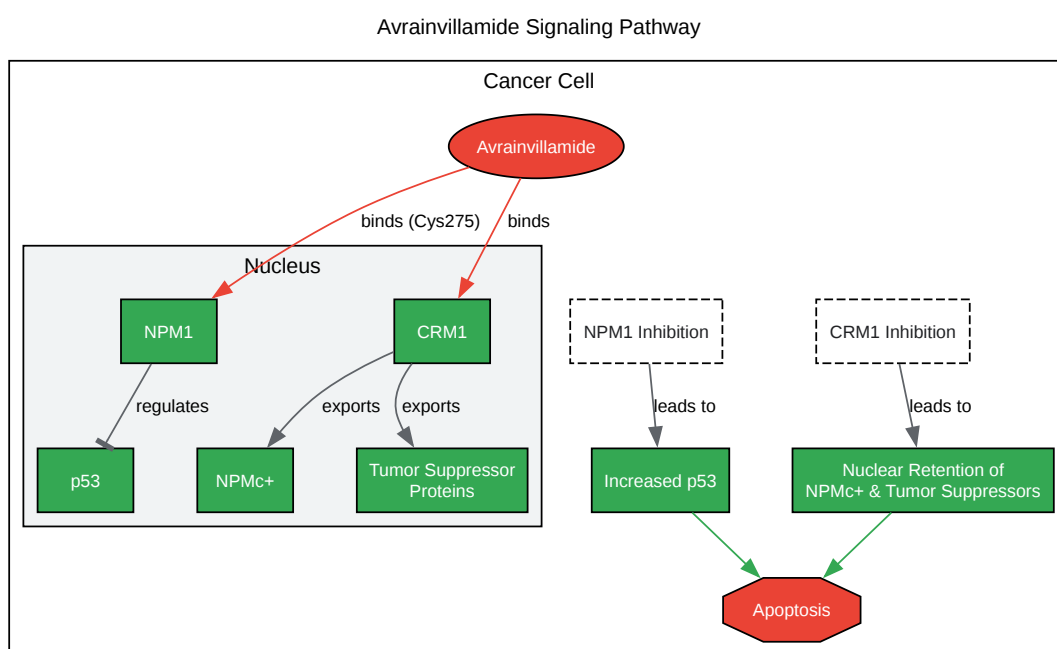 Avrainvillamide Signaling Pathway
Cancer Cell
Avrainvillamide
binds (Cys275)
binds
Nucleus
NPM1
CRM1
NPM1 Inhibition
CRM1 Inhibition
regulates
exports
exports
leads to
leads to
p53
NPMc+
Tumor Suppressor
Proteins
Increased p53
Nuclear Retention of
NPMc+ & Tumor Suppressors
Apoptosis